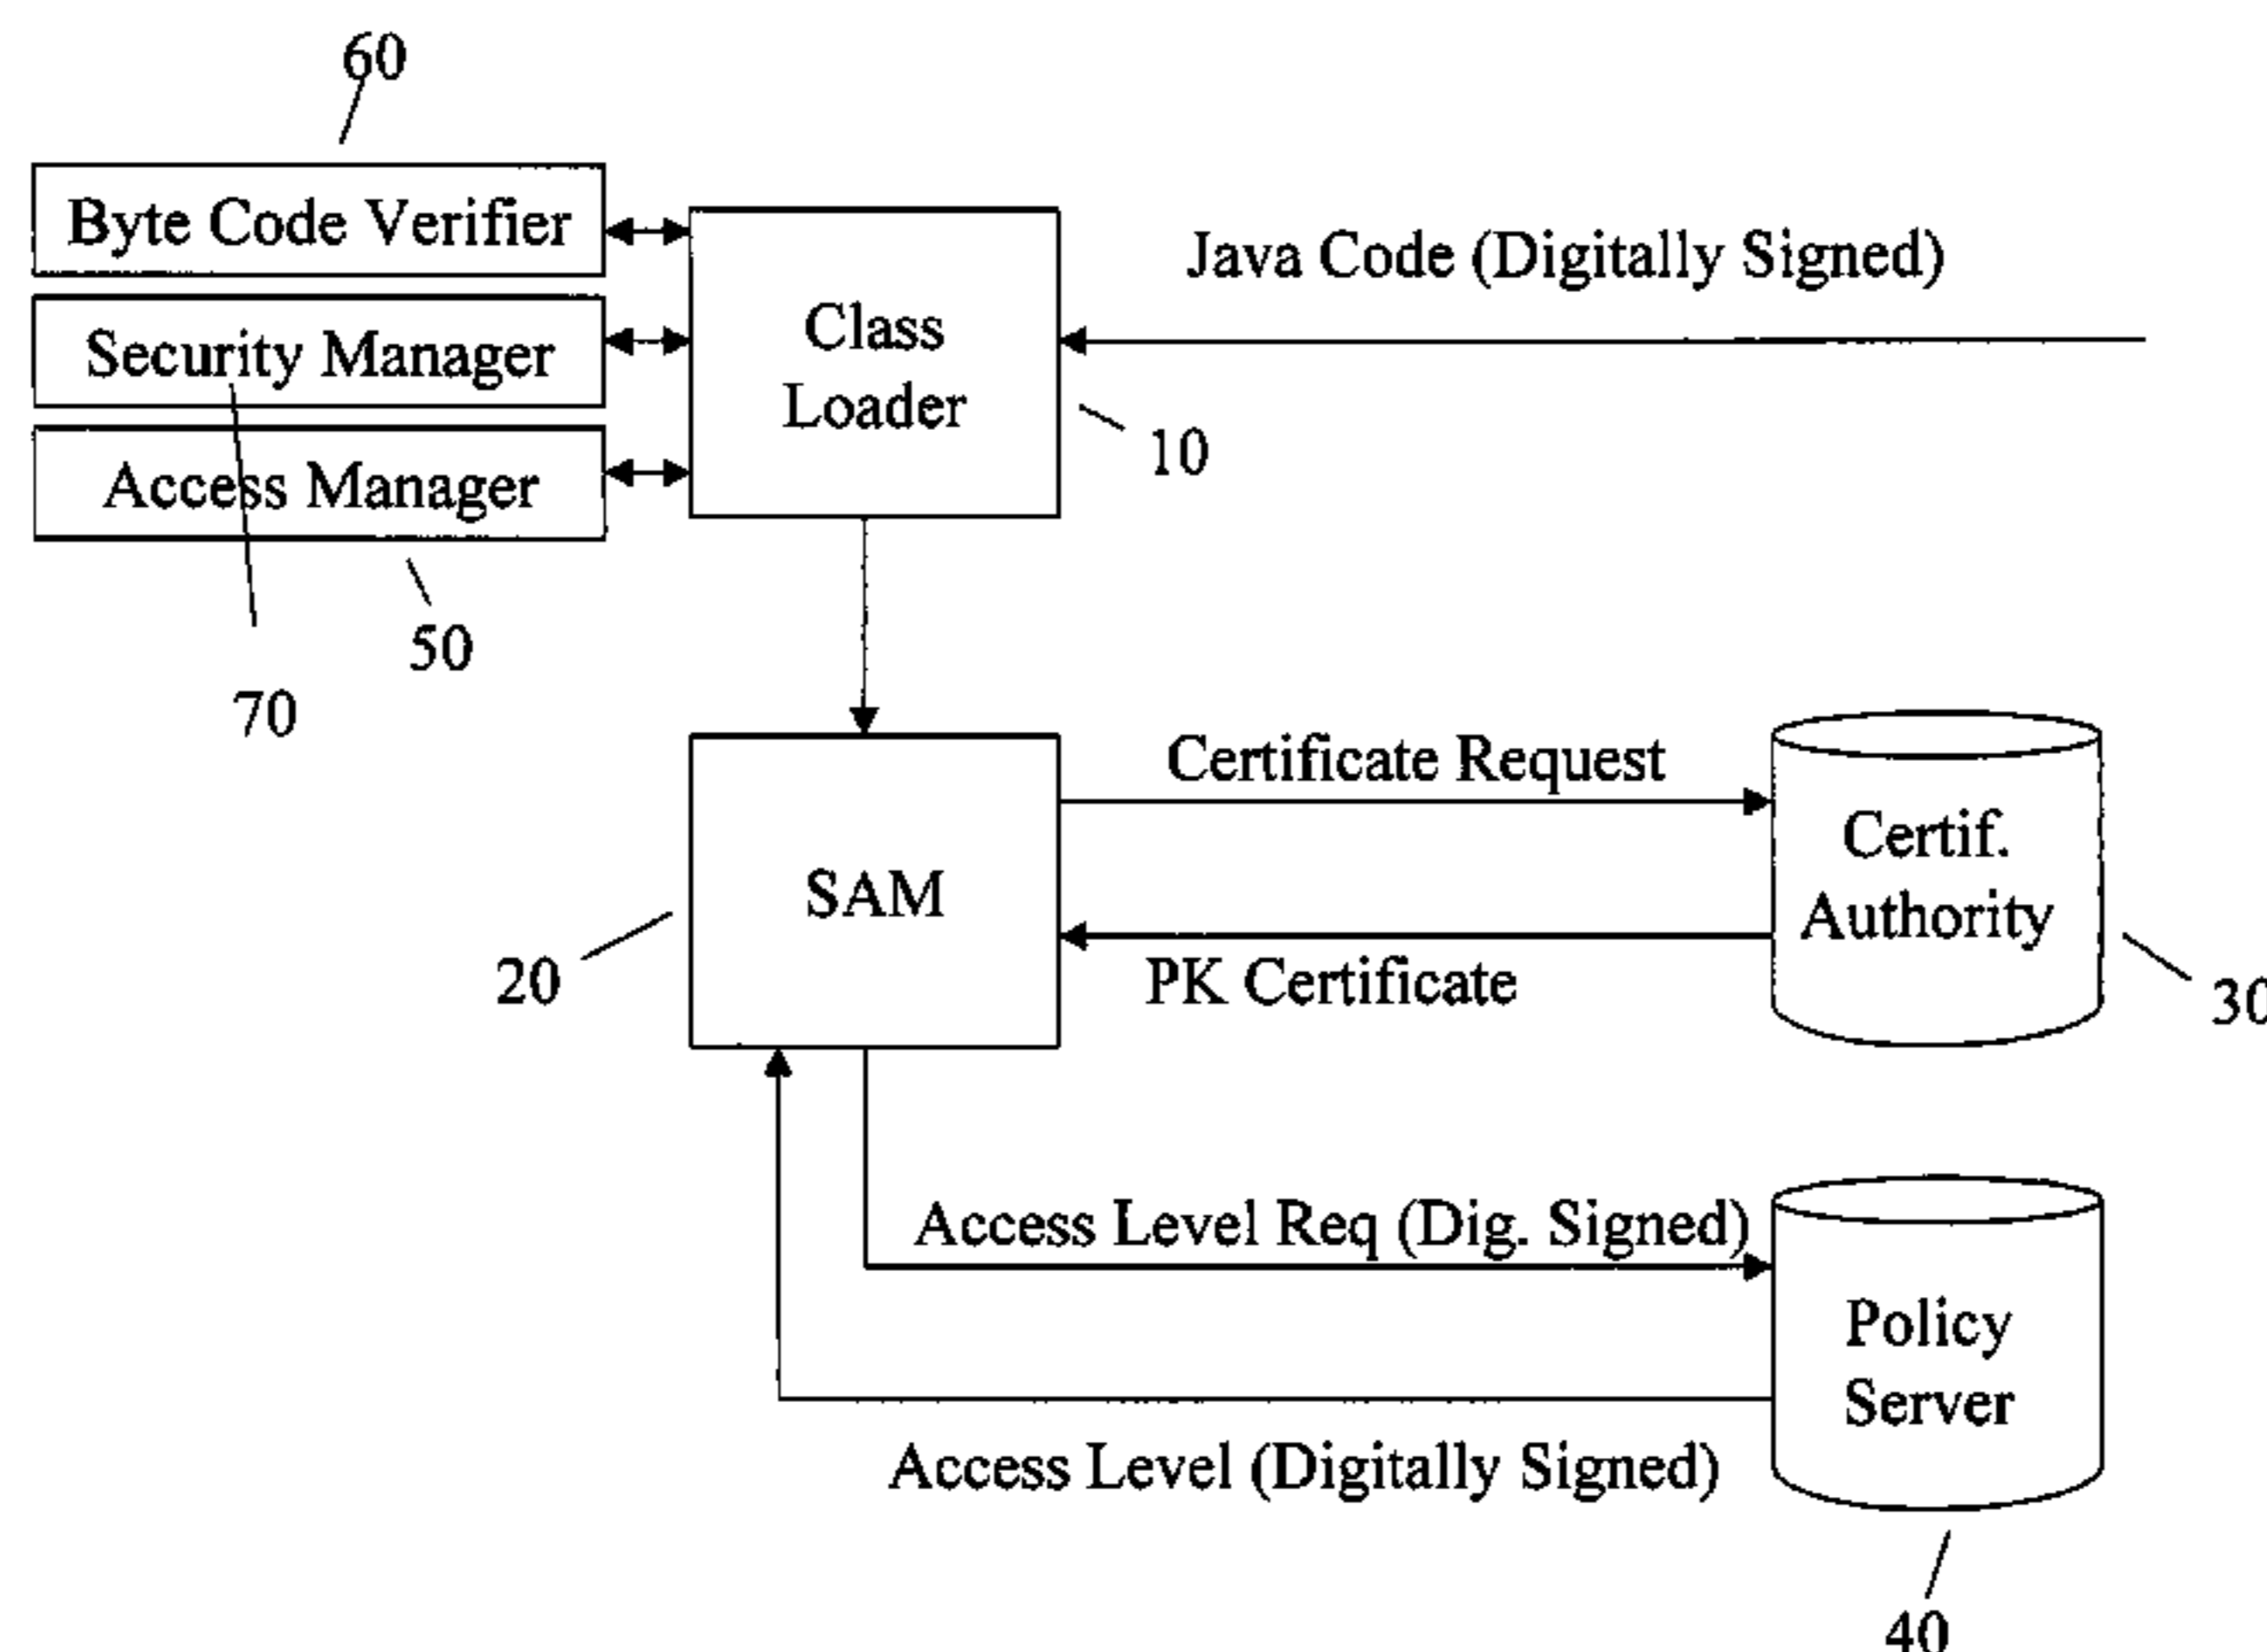 60
Byte Code Verifier
Security Manager
Access Manager
Class
Loader
Java Code (Digitally Signed)
10
50
70
SAM
20
Certificate Request
PK Certificate
Certif.
Authority
30
Access Level Req (Dig. Signed)
Access Level (Digitally Signed)
Policy
Server
40